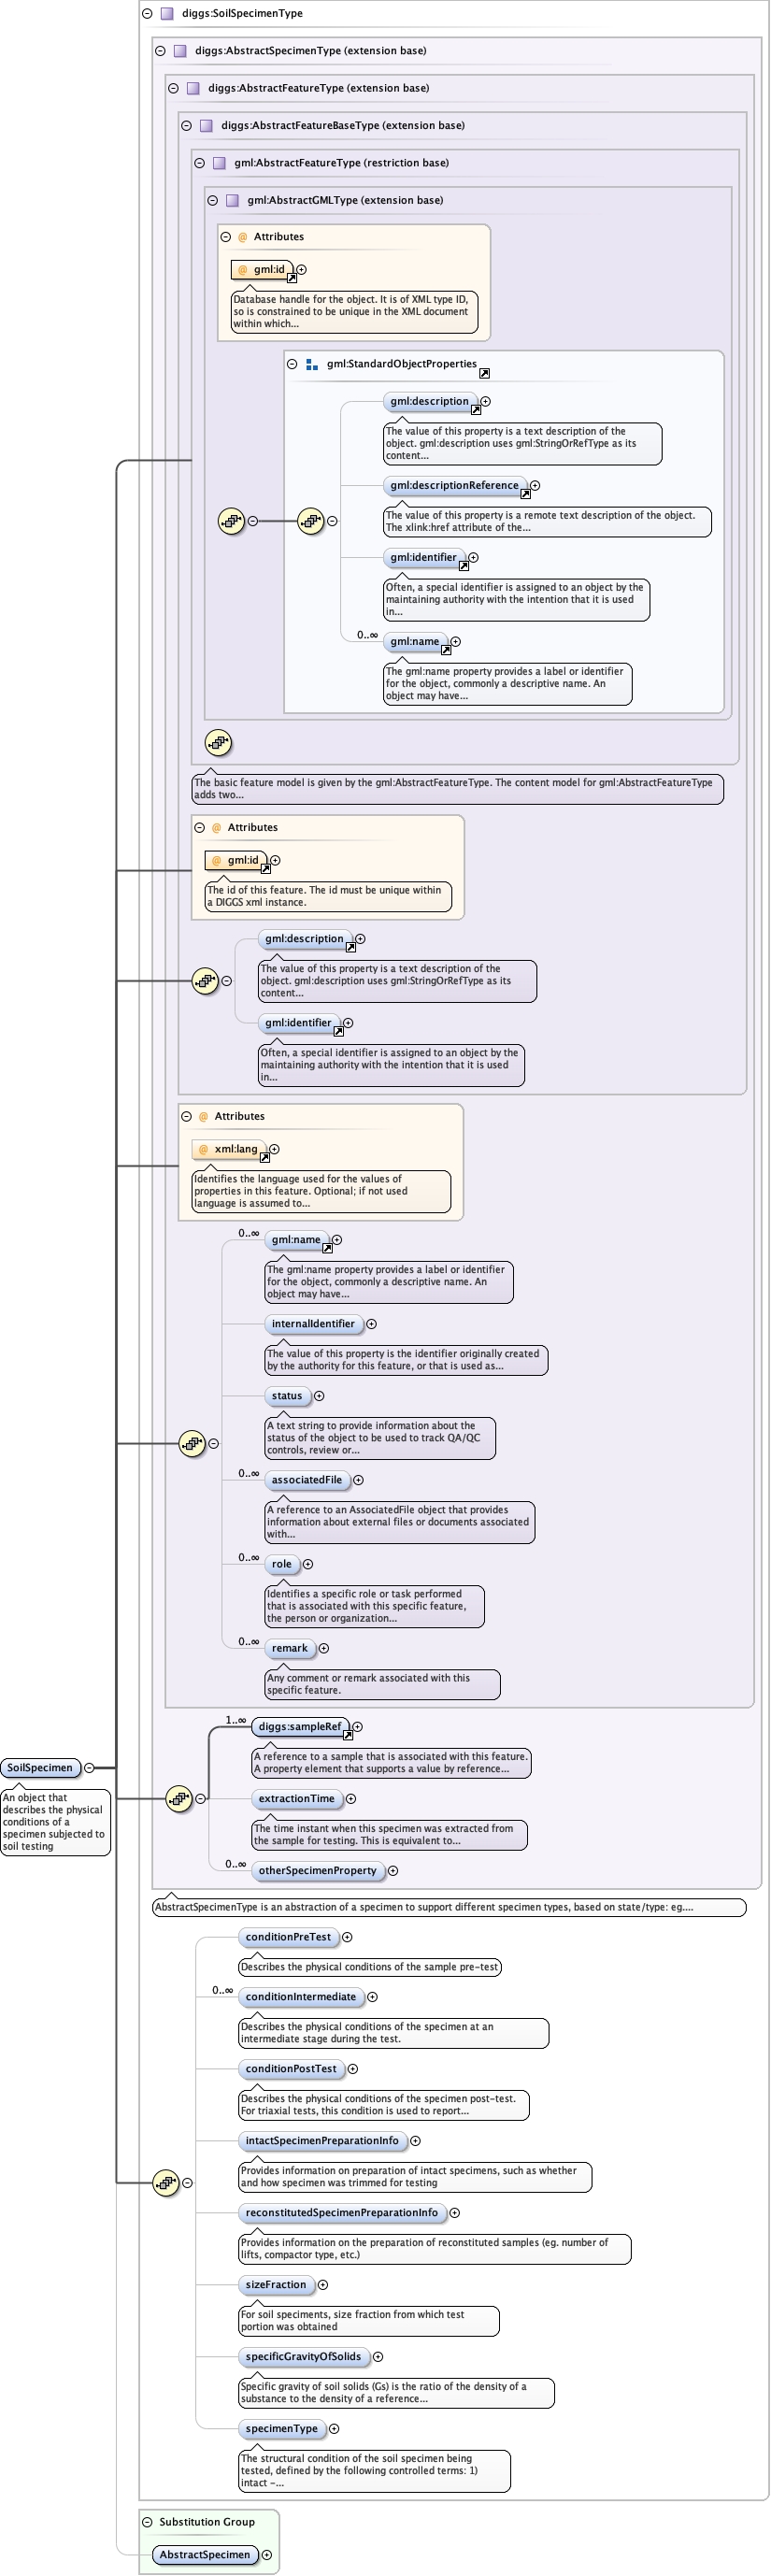 diggs:SoilSpecimenType
diggs:AbstractSpecimenType (extension base)
diggs:AbstractFeatureType (extension base)
diggs:AbstractFeatureBaseType (extension base)
gml:AbstractFeatureType (restriction base)
gml:AbstractGMLType (extension base)
@ Attributes
@ gml:id
Database handle for the object. It is of XML type ID,
so is constrained to be unique in the XML document
within which...
gml:StandardObjectProperties
gml:description
The value of this property is a text description of the
object. gml:description uses gml:StringOrRefType as its
content...
gml:descriptionReference
The value of this property is a remote text description of the object.
The xlink:href attribute of the...
gml:identifier
Often, a special identifier is assigned to an object by the
maintaining authority with the intention that it is used
in...
0..∞
gml:name
The gml:name property provides a label or identifier
for the object, commonly a descriptive name. An
object may have...
The basic feature model is given by the gml:AbstractFeatureType. The content model for gml:AbstractFeatureType
adds two...
@ Attributes
@ gml:id
The id of this feature. The id must be unique within
a DIGGS xml instance.
gml:description
The value of this property is a text description of the
object. gml:description uses gml:StringOrRefType as its
content...
gml:identifier
Often, a special identifier is assigned to an object by the
maintaining authority with the intention that it is used
in...
@ Attributes
@ xml:lang
Identifies the language used for the values of
properties in this feature. Optional; if not used
language is assumed to...
0..∞
gml:name
The gml:name property provides a label or identifier
for the object, commonly a descriptive name. An
object may have...
internalIdentifier
The value of this property is the identifier originally created
by the authority for this feature, or that is used as...
status
A text string to provide information about the
status of the object to be used to track QA/QC
controls, review or...
0..∞
associatedFile
A reference to an AssociatedFile object that provides
information about external files or documents associated
with...
0..∞
role
Identifies a specific role or task performed
that is associated with this specific feature,
the person or organization...
0..∞
remark
Any comment or remark associated with this
specific feature.
1..∞
diggs:sampleRef
A reference to a sample that is associated with this feature.
A property element that supports a value by reference...
SoilSpecimen
An object that
describes the physical
conditions of a
specimen subjected to
soil testing
extractionTime
The time instant when this specimen was extracted from
the sample for testing. This is equivalent to...
0..∞
otherSpecimenProperty
AbstractSpecimenType is an abstraction of a specimen to support different specimen types, based on state/type: eg....
conditionPreTest
Describes the physical conditions of the sample pre-test
0..∞
conditionIntermediate
Describes the physical conditions of the specimen at an
intermediate stage during the test.
conditionPostTest
Describes the physical conditions of the specimen post-test.
For triaxial tests, this condition is used to report...
intactSpecimenPreparationInfo
Provides information on preparation of intact specimens, such as whether
and how specimen was trimmed for testing
reconstitutedSpecimenPreparationInfo
Provides information on the preparation of reconstituted samples (eg. number of
lifts, compactor type, etc.)
sizeFraction
For soil speciments, size fraction from which test
portion was obtained
specificGravityOfSolids
Specific gravity of soil solids (Gs) is the ratio of the density of a
substance to the density of a reference...
specimenType
The structural condition of the soil specimen being
tested, defined by the following controlled terms: 1)
intact -...
Substitution Group
AbstractSpecimen